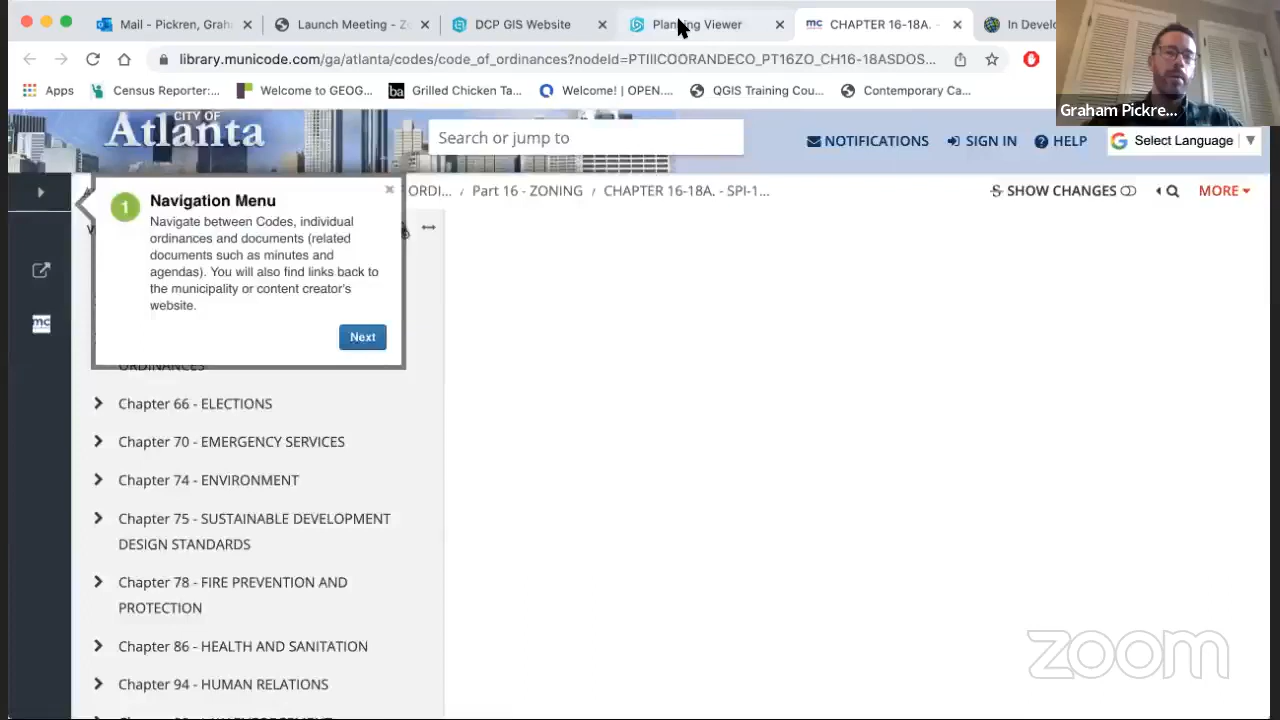 Mail - Pickren, Grah
Launch Meeting - Z
DCP GIS Website
Planning Viewer
mc CHAPTER 16-18A. -
In Develo
library.municode.com/ga/atlanta/codes/code_of_ordinances?nodeId=PTIIICOORANDECO_PT16ZO_CH16-18ASDOS...
Apps
Census Reporter:...
Welcome to GEOG...
ba Grilled Chicken Ta...
Welcome! | OPEN....
QGIS Training Cou...
Contemporary Ca...
Graham Pickre...
CITY OF
Atlanta
Search or jump to
NOTIFICATIONS
SIGN IN
HELP
Select Language
ORDI... / Part 16 - ZONING / CHAPTER 16-18A. - SPI-1...
SHOW CHANGES
MORE
1
Navigation Menu
Navigate between Codes, individual
ordinances and documents (related
documents such as minutes and
agendas). You will also find links back to
the municipality or content creator's
website.
Next
mc
ORDINANCES
Chapter 66 - ELECTIONS
Chapter 70 - EMERGENCY SERVICES
Chapter 74 - ENVIRONMENT
Chapter 75 - SUSTAINABLE DEVELOPMENT
DESIGN STANDARDS
Chapter 78 - FIRE PREVENTION AND
PROTECTION
Chapter 86 - HEALTH AND SANITATION
Chapter 94 - HUMAN RELATIONS
zoom